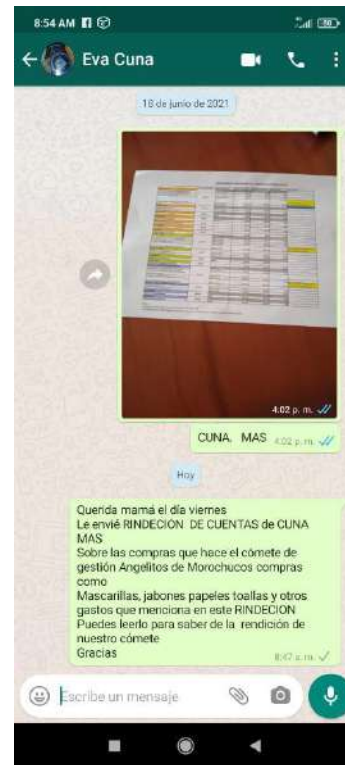 8:54 AM
80
Eva Cuna
18 de junio de 2021
4:02 p. m.
CUNA. MAS 4:02 p. m.
Hoy
Querida mamá el día viernes
Le envié RINDECION DE CUENTAS de CUNA
MAS
Sobre las compras que hace el cómete de
gestión Angelitos de Morochucos compras
como
Mascarillas, jabones papeles toallas y otros
gastos que menciona en este RINDECION
Puedes leerlo para saber de la rendición de
nuestro cómete
Gracias
8:47 a. m.
Escribe un mensaje